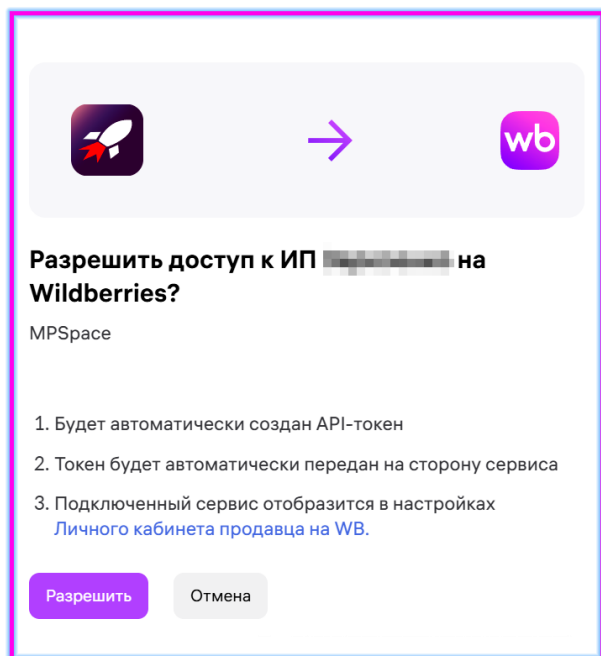 wb
Разрешить доступ к ИП на
Wildberries?
MPSpace
1. Будет автоматически создан API-токен
2. Токен будет автоматически передан на сторону сервиса
3. Подключенный сервис отобразится в настройках
Личного кабинета продавца на WB.
Разрешить
Отмена